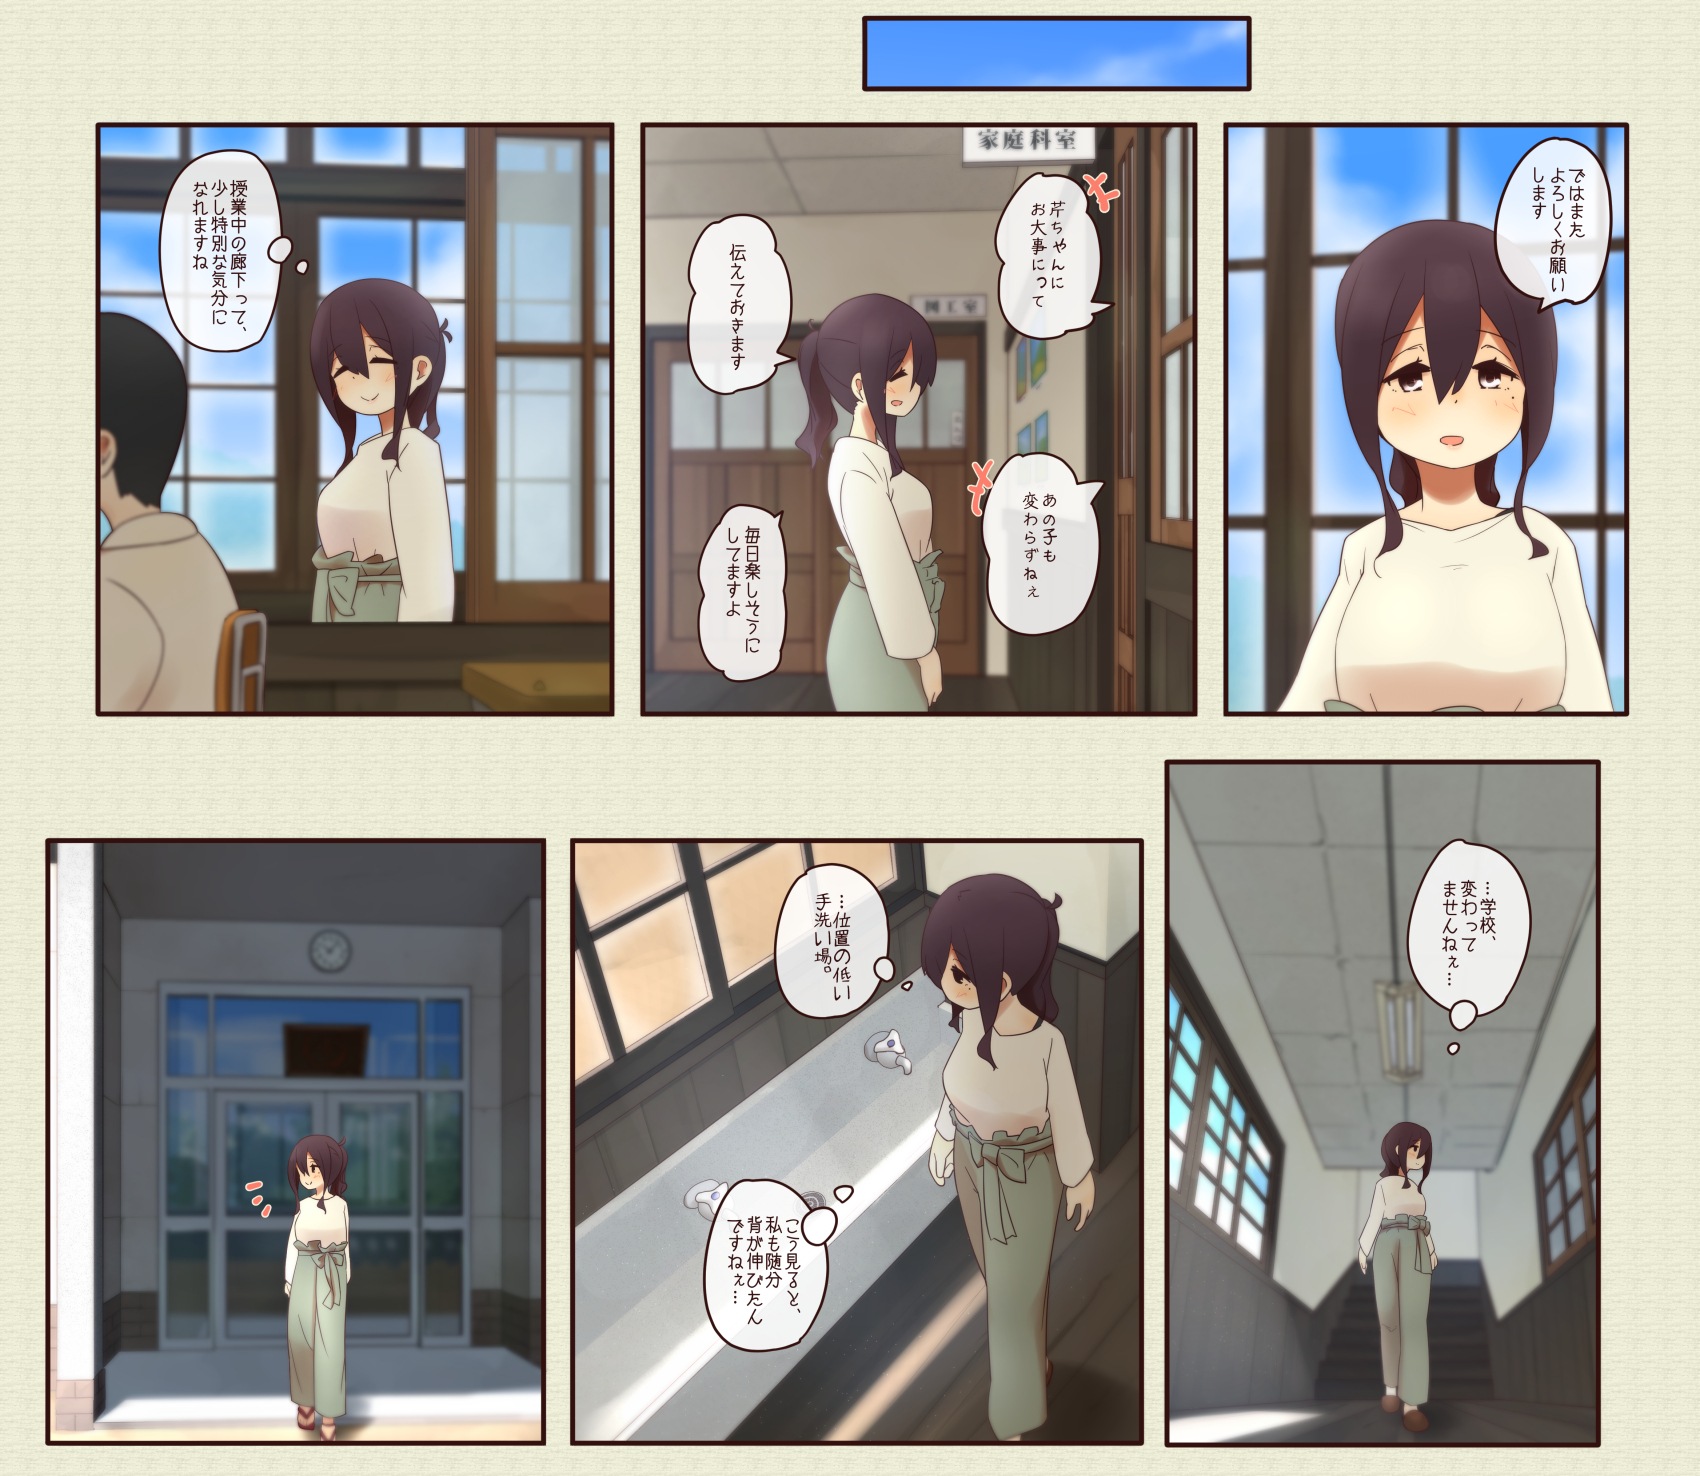 ではまた
よろしくお願い
します
家庭科室
芹ちゃんに
お大事にって
図工室
伝えておきます
あの子も
変わらずねぇ
毎日楽しそうに
してますよ
授業中の廊下って、
少し特別な気分に
なれますね
…学校、
変わって
ませんねぇ…
…位置の低い
手洗い場。
こう見ると、
私も随分
背が伸びたん
ですねぇ…